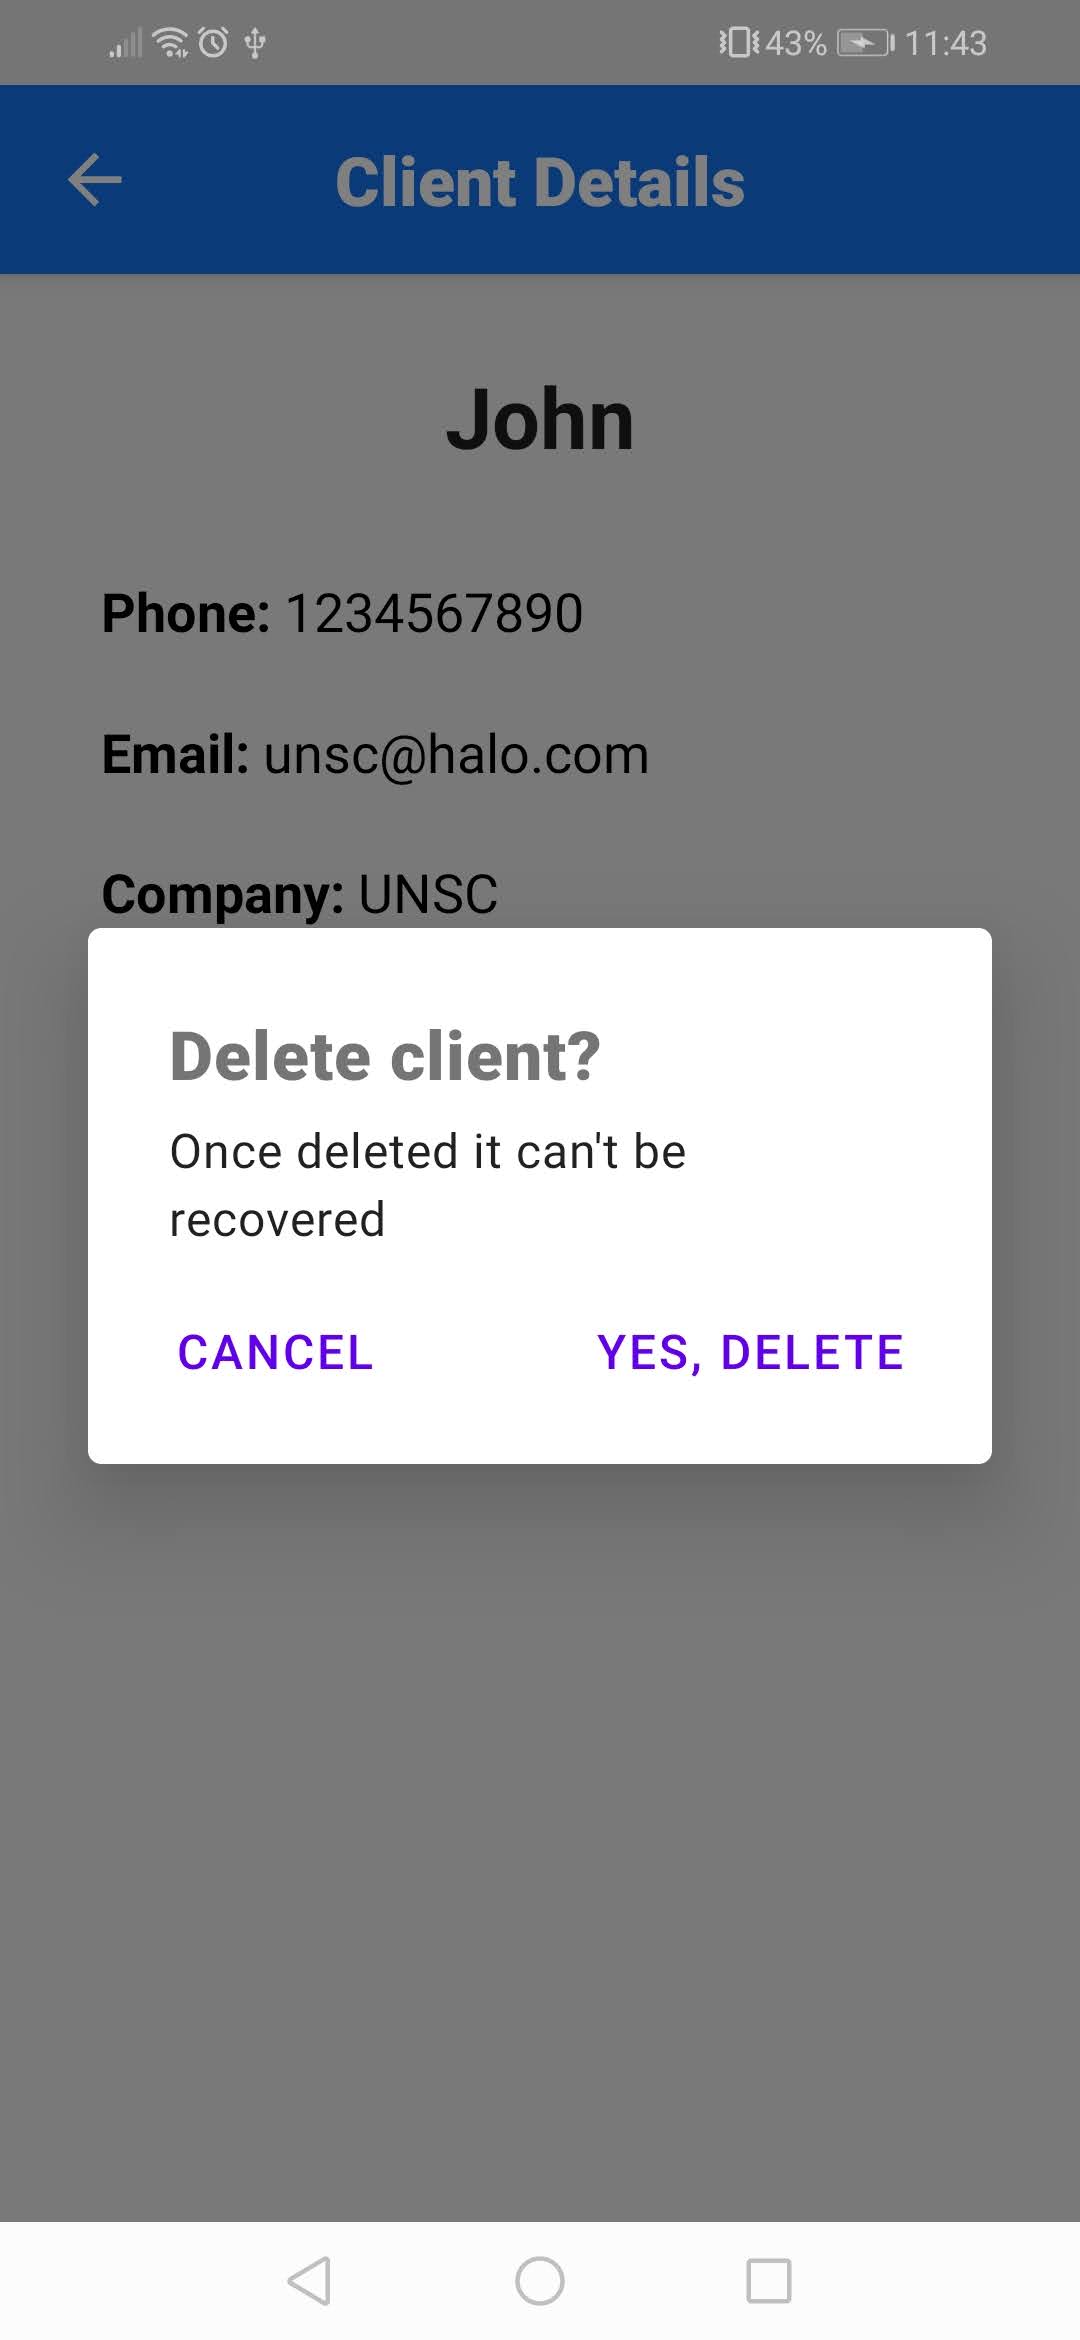 43% 11:43
Client Details
John
Phone: 1234567890
Email: unsc@halo.com
Company: UNSC
Delete client?
Once deleted it can't be
recovered
CANCEL YES, DELETE